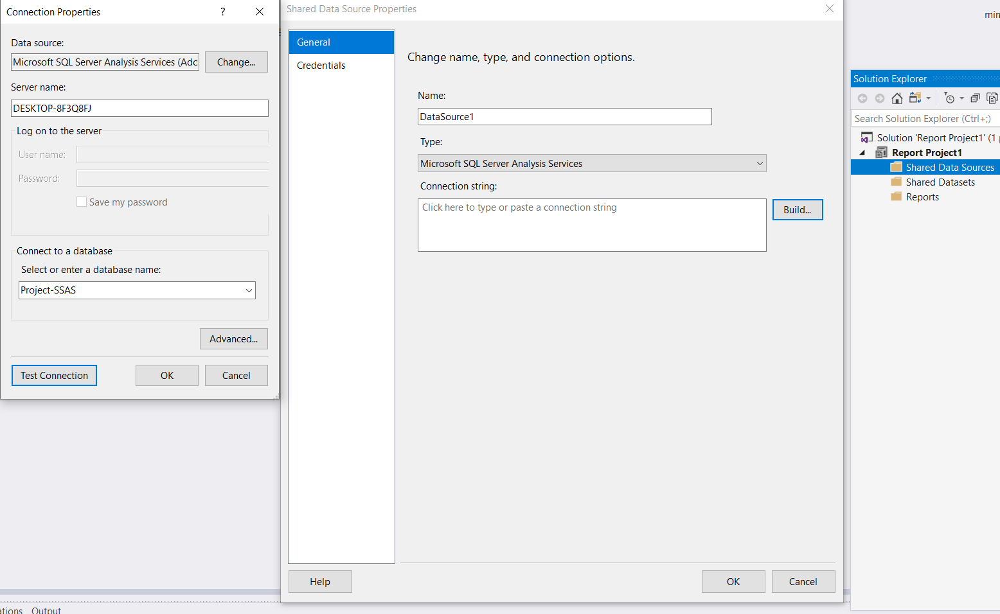 Connection Properties
?
Data source:
Microsoft SQL Server Analysis Services (Adc
Change...
Server name:
DESKTOP-8F3Q8FJ
Log on to the server
User name:
Password:
Save my password
Connect to a database
Select or enter a database name:
Project-SSAS
Advanced...
Test Connection
OK
Cancel
Shared Data Source Properties
General
Credentials
Change name, type, and connection options.
Name:
DataSource1
Type:
Microsoft SQL Server Analysis Services
Connection string:
Click here to type or paste a connection string
Build...
Help
OK
Cancel
min
Solution Explorer
Search Solution Explorer (Ctrl+;)
Solution 'Report Project1' (1
Report Project1
Shared Data Sources
Shared Datasets
Reports
ations Output